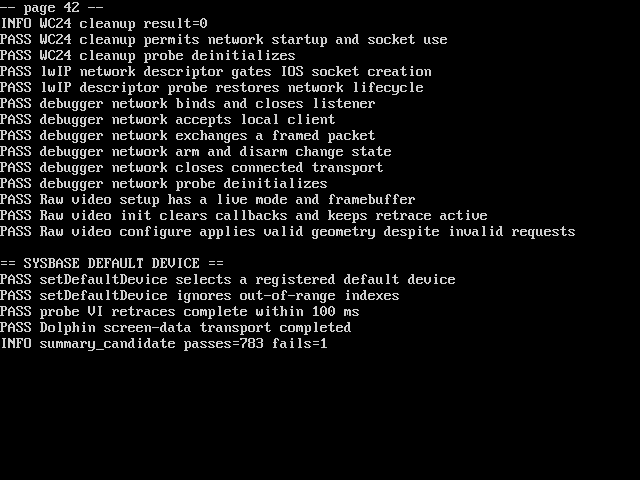 -- page 42 --
INFO WC24 cleanup result=0
PASS WC24 cleanup permits network startup and socket use
PASS WC24 cleanup probe deinitializes
PASS lwIP network descriptor gates IOS socket creation
PASS lwIP descriptor probe restores network lifecycle
PASS debugger network binds and closes listener
PASS debugger network accepts local client
PASS debugger network exchanges a framed packet
PASS debugger network arm and disarm change state
PASS debugger network closes connected transport
PASS debugger network probe deinitializes
PASS Raw video setup has a live mode and framebuffer
PASS Raw video init clears callbacks and keeps retrace active
PASS Raw video configure applies valid geometry despite invalid requests

== SYSBASE DEFAULT DEVICE ==
PASS setDefaultDevice selects a registered default device
PASS setDefaultDevice ignores out-of-range indexes
PASS probe VI retraces complete within 100 ms
PASS Dolphin screen-data transport completed
INFO summary_candidate passes=783 fails=1